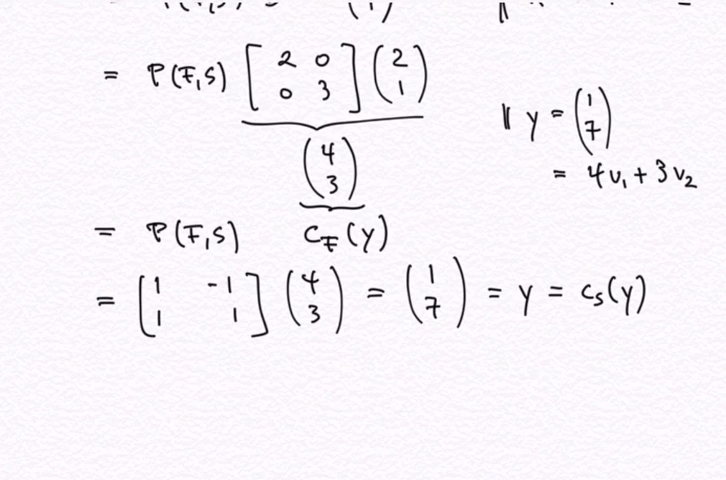 = P(F,S) [2 0; 0 3] (2; 1)
(4; 3)
|| y = (1; 7)
= 4v₁ + 3v₂
= P(F,S) C_F(y)
= [1 -1; 1 1] (4; 3) = (1; 7) = y = c_s(y)